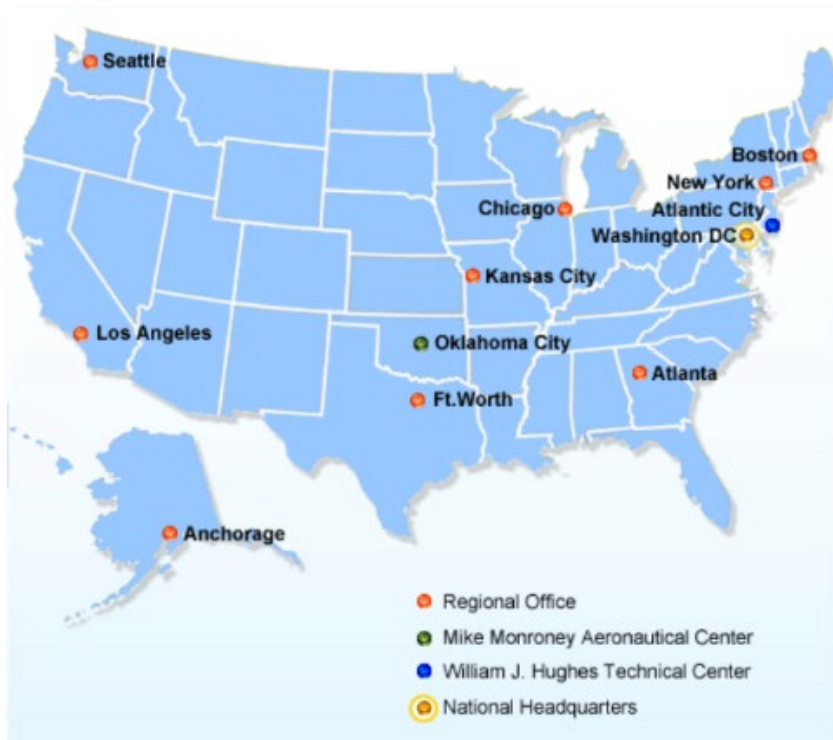 Seattle
Boston
New York
Chicago
Atlantic City
Washington DC
Kansas City
Los Angeles
Oklahoma City
Atlanta
Ft.Worth
Anchorage
Regional Office
Mike Monroney Aeronautical Center
William J. Hughes Technical Center
National Headquarters